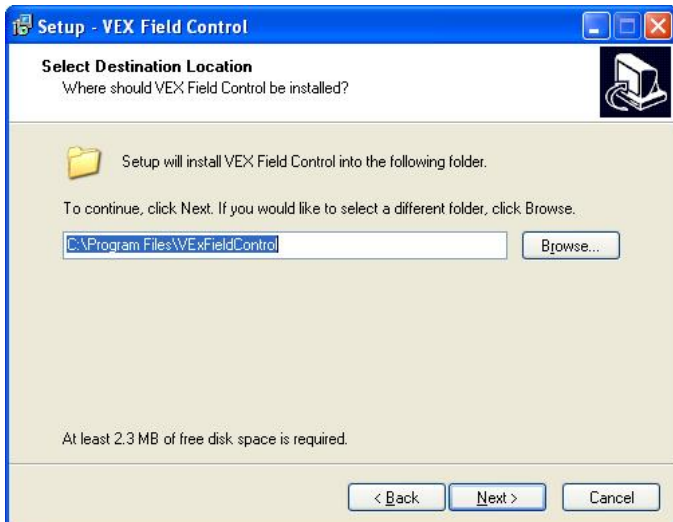 Setup - VEX Field Control
Select Destination Location
Where should VEX Field Control be installed?
Setup will install VEX Field Control into the following folder.
To continue, click Next. If you would like to select a different folder, click Browse.
C:\Program Files\VExFieldControl
Browse...
At least 2.3 MB of free disk space is required.
< Back
Next >
Cancel